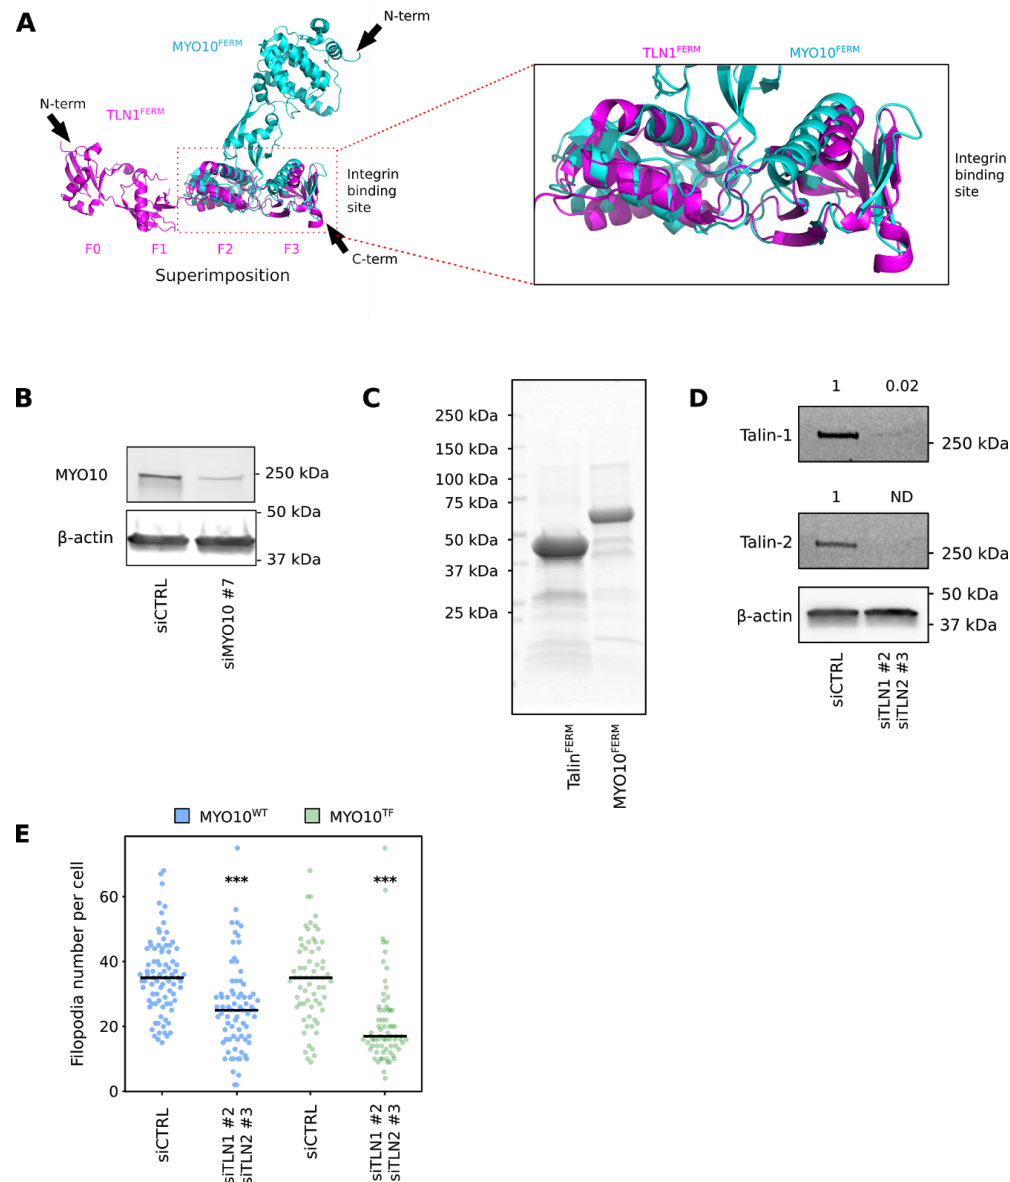 A
N-term
MYO10FERM
N-term
TLN1FERM
Integrin
binding
site
C-term
F0 F1 F2 F3
Superimposition
TLN1FERM MYO10FERM
Integrin
binding
site
B
MYO10
250 kDa
50 kDa
β-actin
37 kDa
siCTRL
siMYO10 #7
C
250 kDa
150 kDa
100 kDa
75 kDa
50 kDa
37 kDa
25 kDa
TalinFERM
MYO10FERM
D
1 0.02
Talin-1
250 kDa
1 ND
Talin-2
250 kDa
50 kDa
β-actin
37 kDa
siCTRL
siTLN1 #2
siTLN2 #3
E
MYO10WT MYO10TF
Filopodia number per cell
60
40
20
0
*** ***
siCTRL
siTLN1 #2
siTLN2 #3
siCTRL
siTLN1 #2
siTLN2 #3